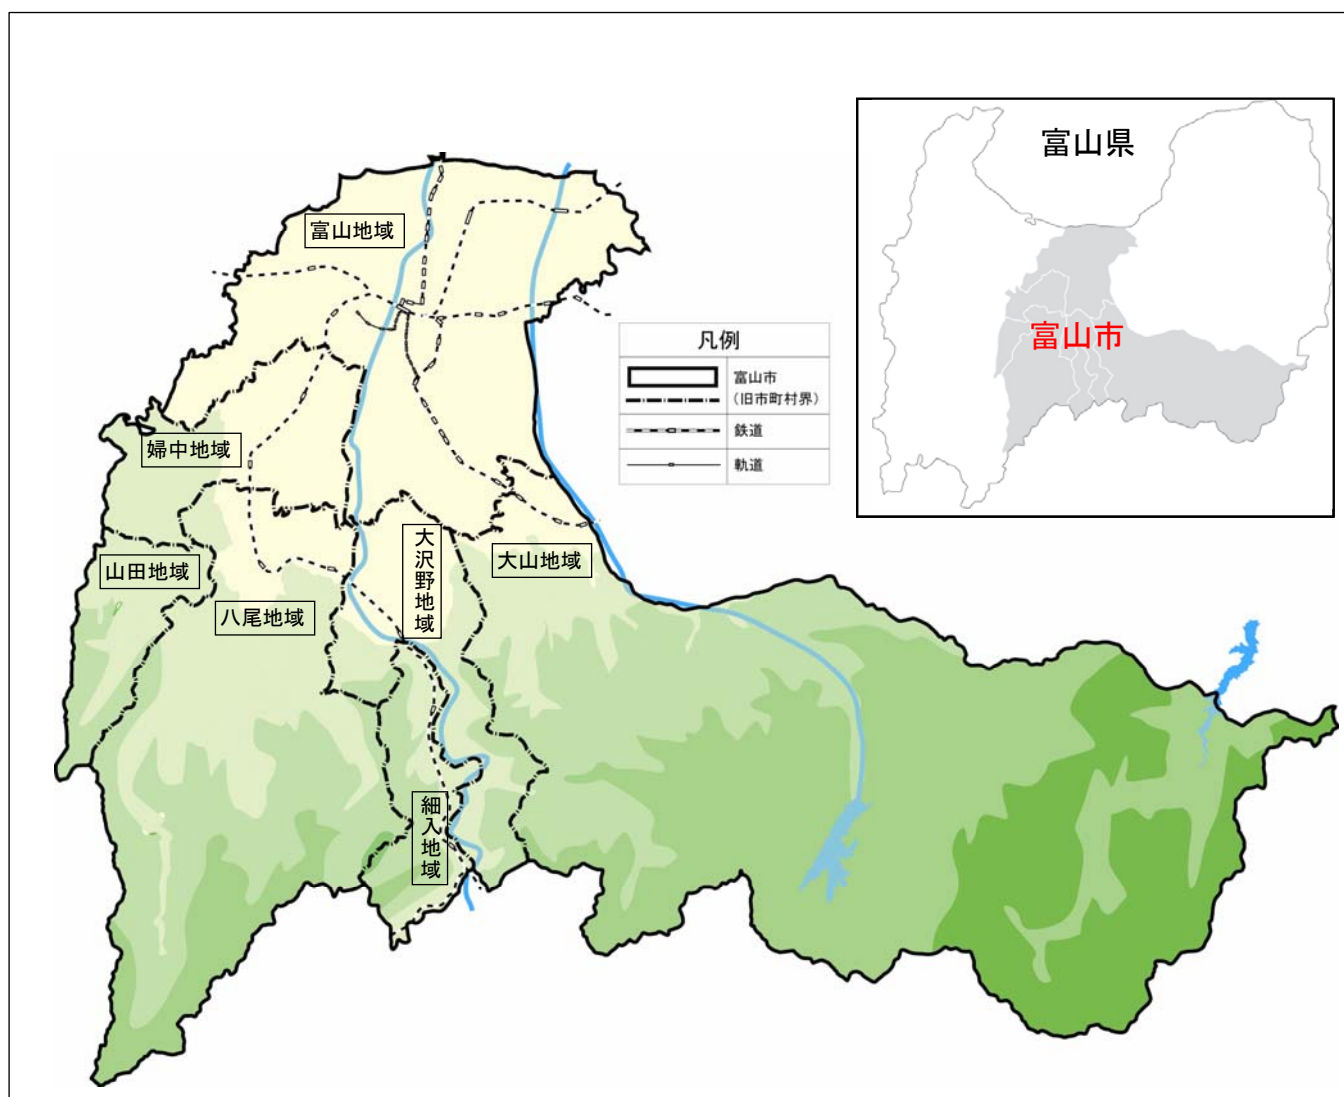 富山県
富山市
富山地域
凡例
富山市
（旧市町村界）
鉄道
軌道
婦中地域
山田地域
八尾地域
大沢野地域
大山地域
細入地域